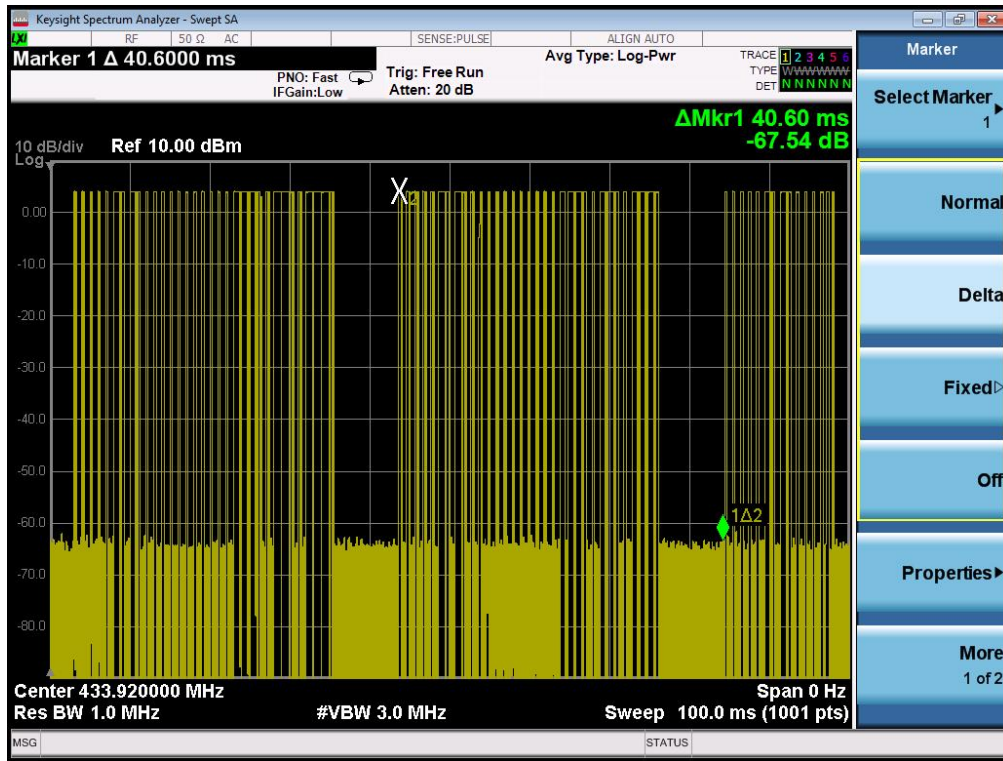 Keysight Spectrum Analyzer - Swept SA
LXI RF 50 Ω AC SENSE:PULSE ALIGN AUTO
Marker 1 Δ 40.6000 ms
PNO: Fast
IFGain:Low
Trig: Free Run
Atten: 20 dB
Avg Type: Log-Pwr
TRACE 1 2 3 4 5 6
TYPE WWWWWWW
DET N N N N N N
ΔMkr1 40.60 ms
-67.54 dB
10 dB/div Ref 10.00 dBm
Log
X2
0.00
-10.0
-20.0
-30.0
-40.0
-50.0
-60.0
1Δ2
-70.0
-80.0
Center 433.920000 MHz Span 0 Hz
Res BW 1.0 MHz #VBW 3.0 MHz Sweep 100.0 ms (1001 pts)
MSG STATUS
Marker
Select Marker
1
Normal
Delta
Fixed
Off
Properties
More
1 of 2